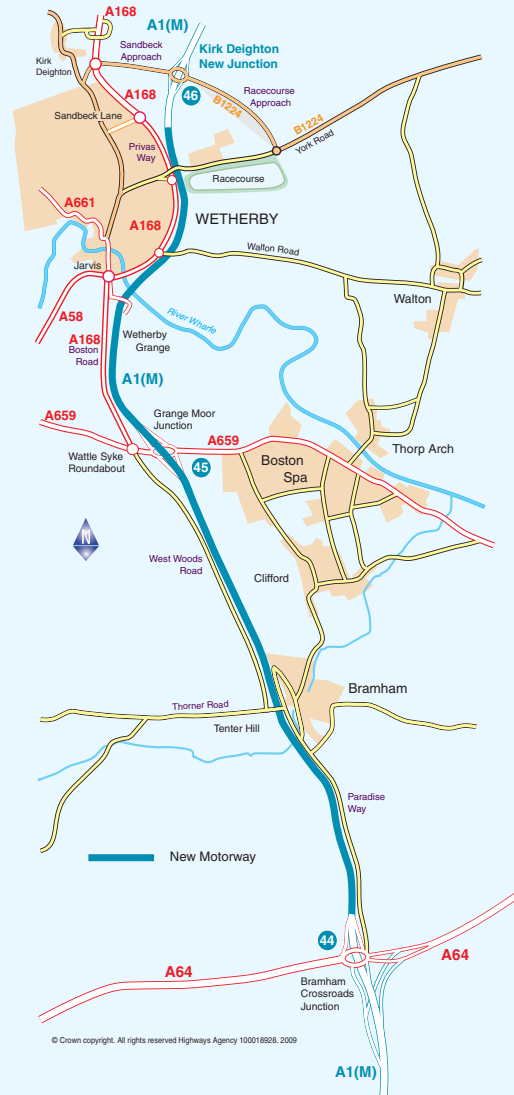 A168
A1(M)
Kirk
Deighton
Sandbeck
Approach
Kirk Deighton
New Junction
A168
46
B1224
Racecourse
Approach
B1224
York Road
Sandbeck Lane
Privas
Way
Racecourse
A661
A168
WETHERBY
Walton Road
Jarvis
Walton
A58
River Wharfe
A168
Boston
Road
Wetherby
Grange
A1(M)
A659
Grange Moor
Junction
A659
Wattle Syke
Roundabout
45
Boston
Spa
Thorp Arch
N
West Woods
Road
Clifford
Bramham
Thorner Road
Tenter Hill
Paradise
Way
New Motorway
44
A64
A64
Bramham
Crossroads
Junction
© Crown copyright. All rights reserved Highways Agency 100018928. 2009
A1(M)